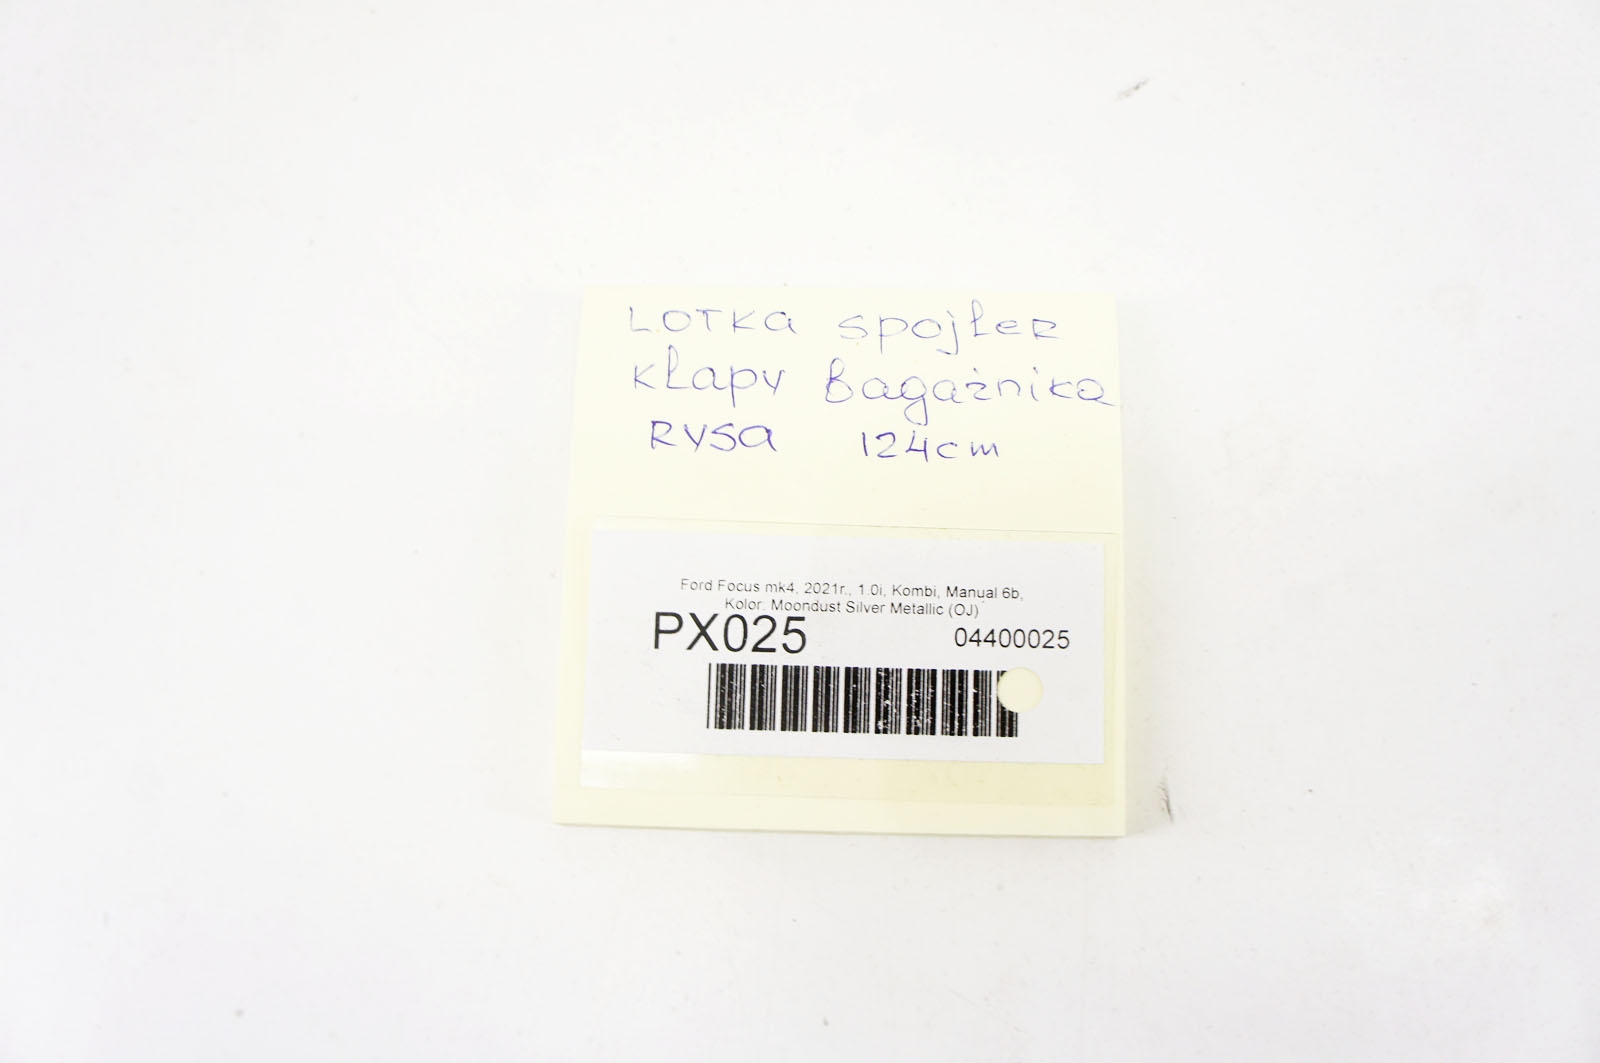 LOTKA spojler
Klapy bagażnika
RYSA 124cm
Ford Focus mk4, 2021r., 1.0i, Kombi, Manual 6b,
Kolor: Moondust Silver Metallic (OJ)
PX025 04400025